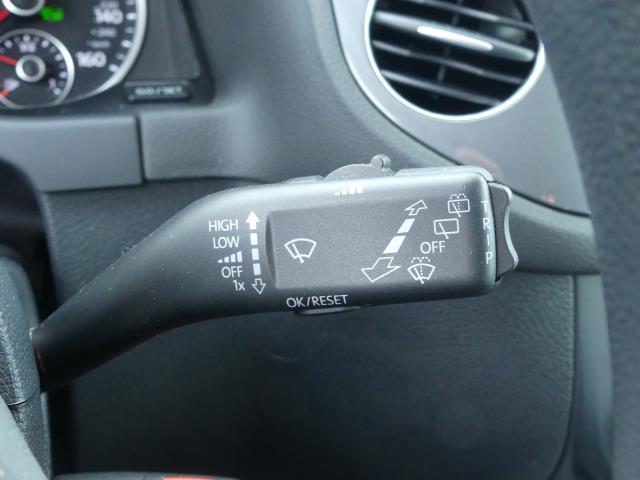 140
160
HIGH
LOW
OFF
1x
OFF
TRIP
OK/RESET